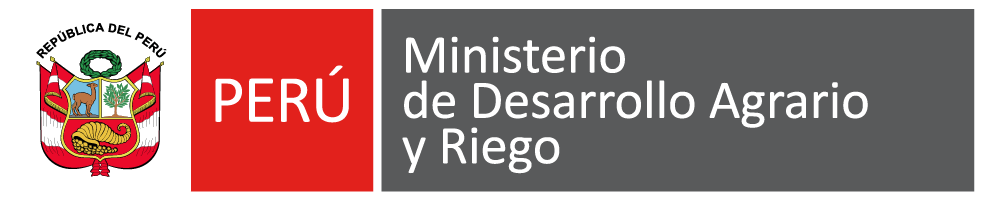 REPÚBLICA DEL PERÚ
PERÚ
Ministerio
de Desarrollo Agrario
y Riego